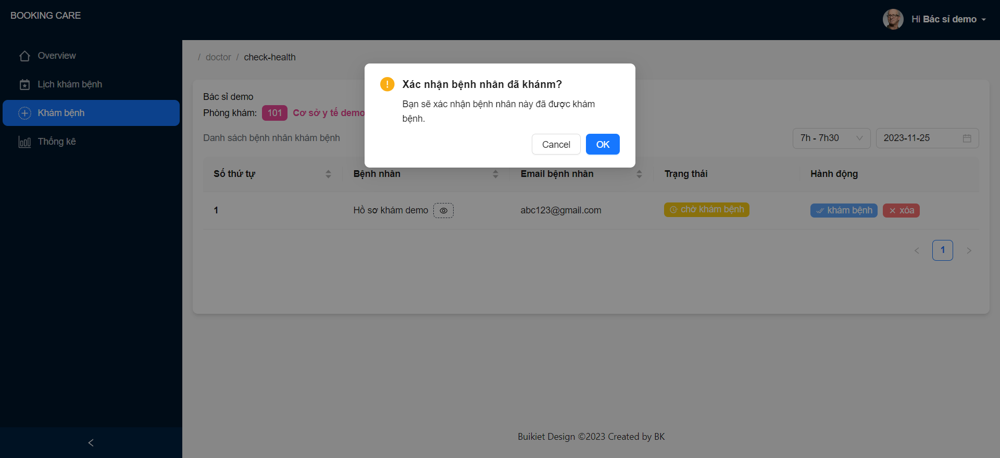 BOOKING CARE
Hi Bác sỉ demo
Overview
Lịch khám bệnh
Khám bệnh
Thống kê
/ doctor / check-health
Xác nhận bệnh nhân đã khánm?
Bạn sẽ xác nhận bệnh nhân này đã được khám
bệnh.
Cancel OK
Bác sỉ demo
Phòng khám: 101 Cơ sở y tế demo
Danh sách bệnh nhân khám bệnh
7h - 7h30 2023-11-25
Số thứ tự Bệnh nhân Email bệnh nhân Trạng thái Hành động
1 Hồ sơ khám demo abc123@gmail.com chờ khám bệnh khám bệnh xóa
1
Buikiet Design ©2023 Created by BK